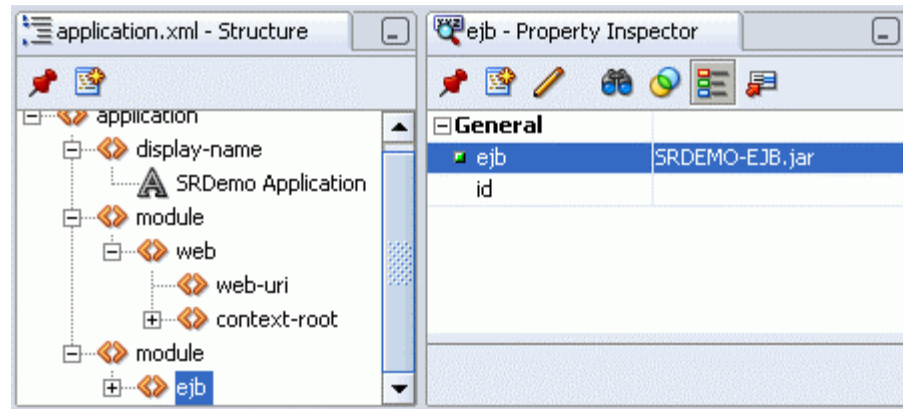 application.xml - Structure
application
display-name
SRDemo Application
module
web
web-uri
context-root
module
ejb
xyz
ejb - Property Inspector
General
ejb SRDEMO-EJB.jar
id